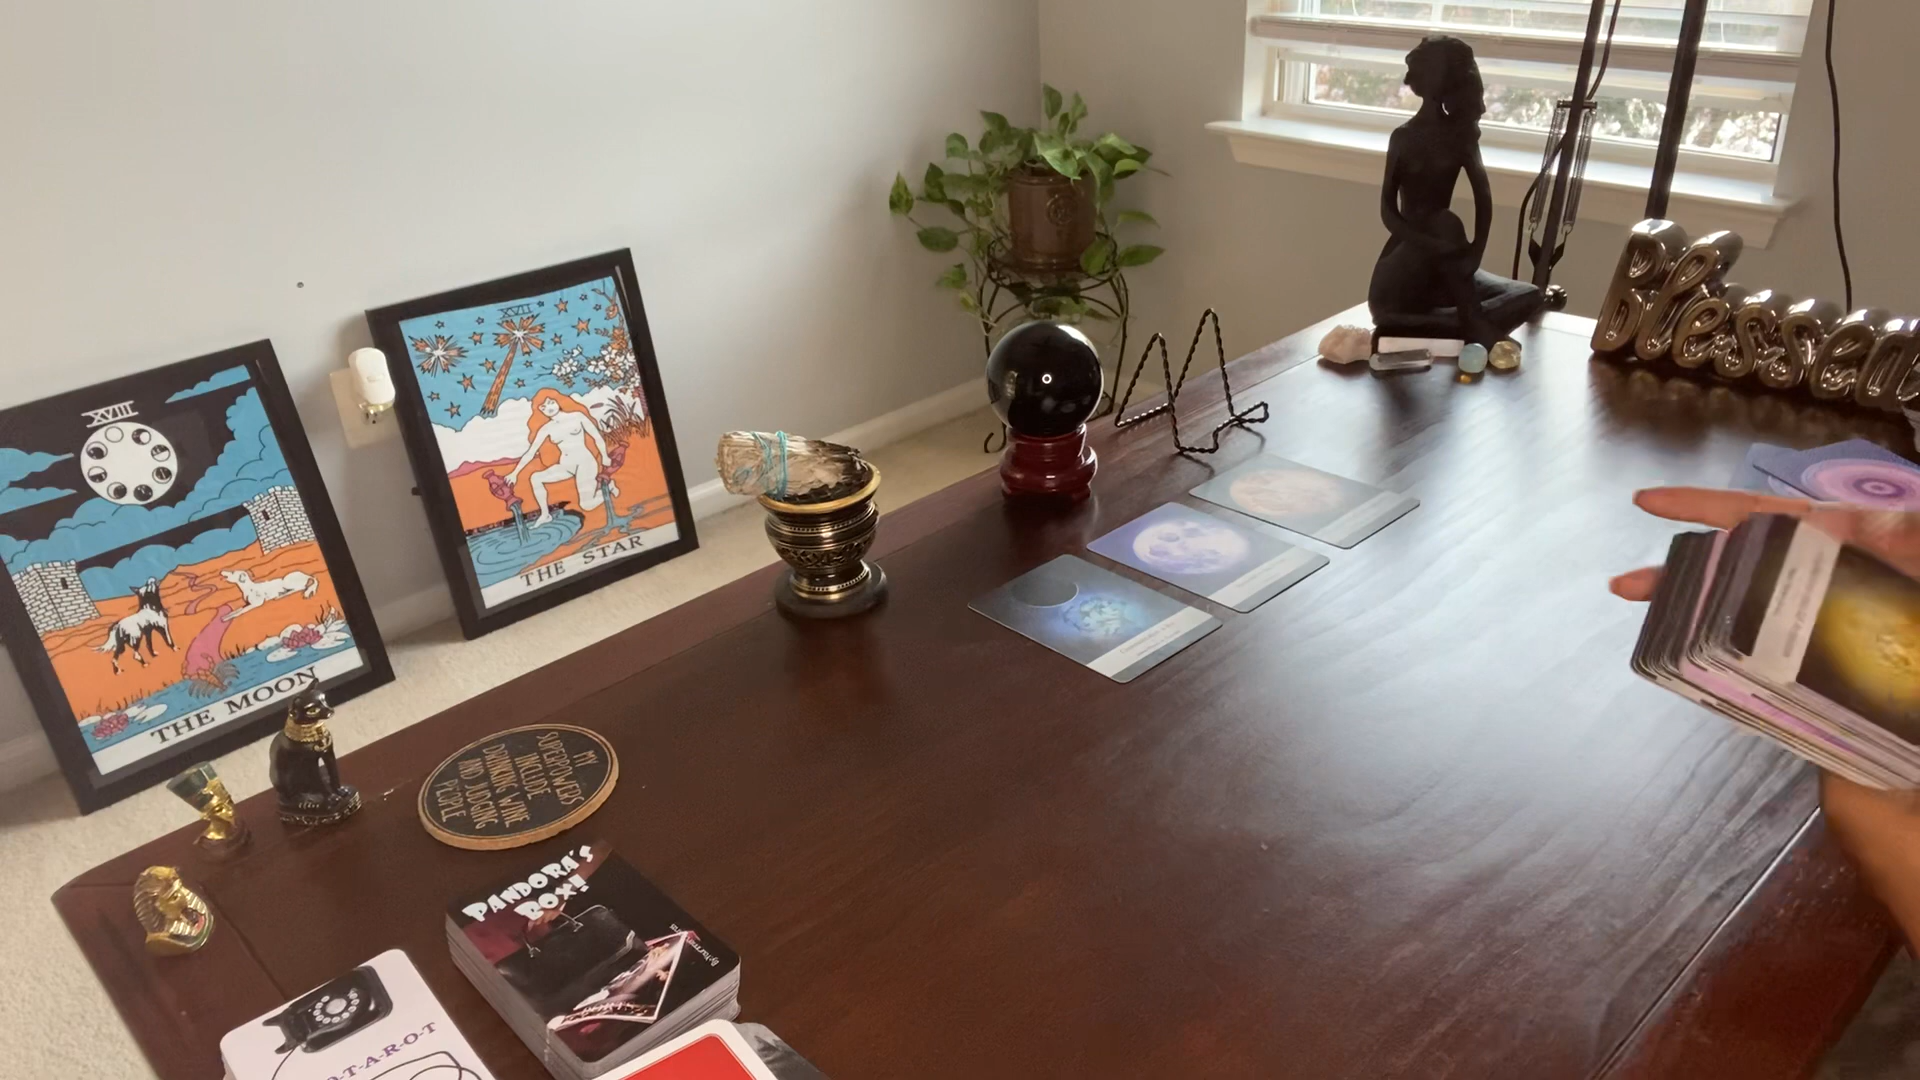 XVIII
THE MOON
XVII
THE STAR
Blessed
MY
SUPERPOWERS
INCLUDE
DRINKING WINE
AND JUDGING
PEOPLE
PANDORA'S
BOX!
T-A-R-O-T